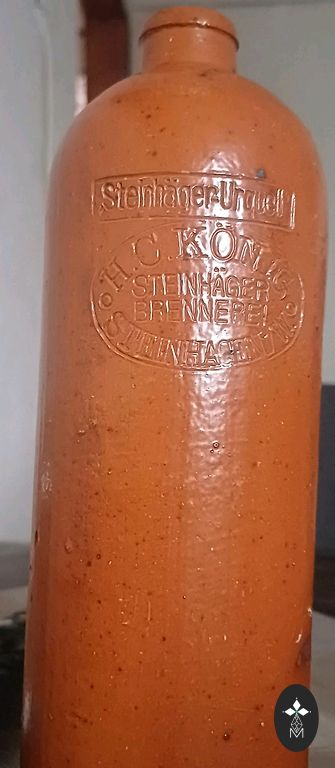 Steinhäger-Urquell
H.C. KÖNIG
STEINHÄGER
BRENNEREI
STEINHAGEN i/W.
M